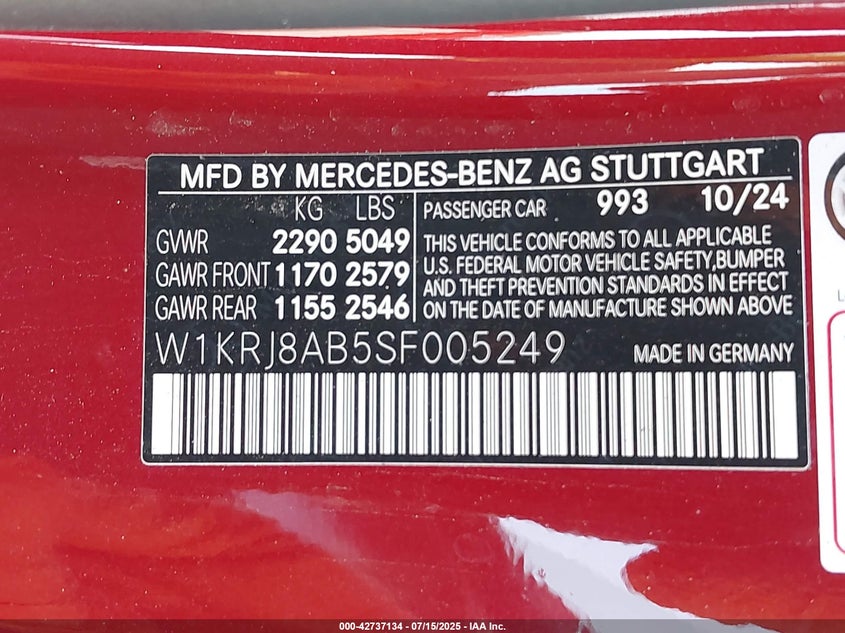 MFD BY MERCEDES-BENZ AG STUTTGART
KG LBS
GVWR 2290 5049
GAWR FRONT 1170 2579
GAWR REAR 1155 2546
PASSENGER CAR 993 10/24
THIS VEHICLE CONFORMS TO ALL APPLICABLE
U.S. FEDERAL MOTOR VEHICLE SAFETY,BUMPER
AND THEFT PREVENTION STANDARDS IN EFFECT
ON THE DATE OF MANUFACTURE SHOWN ABOVE
W1KRJ8AB5SF005249 MADE IN GERMANY
000-42737134 - 07/15/2025 - IAA Inc.